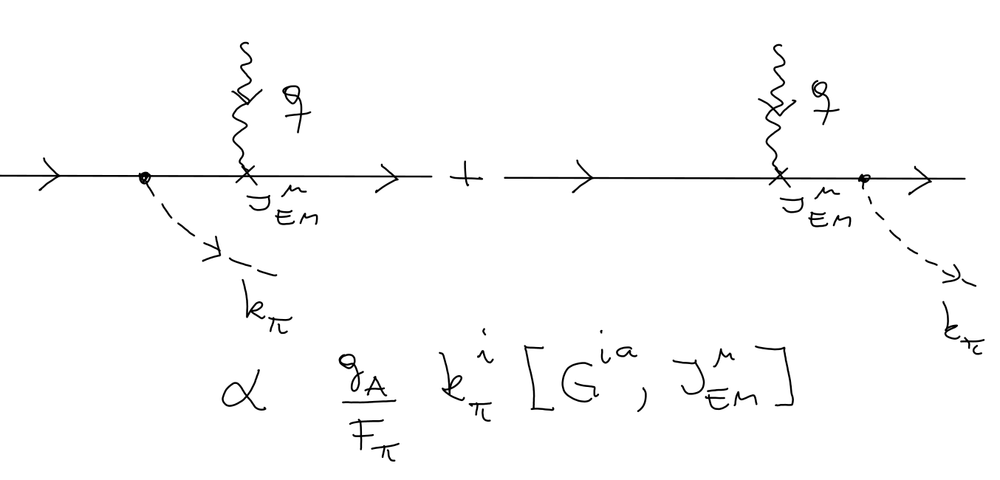 q q
+
J^μ_EM J^μ_EM
k_π k_π
α g_A/F_π k^i_π [G^{ia}, J^μ_EM]